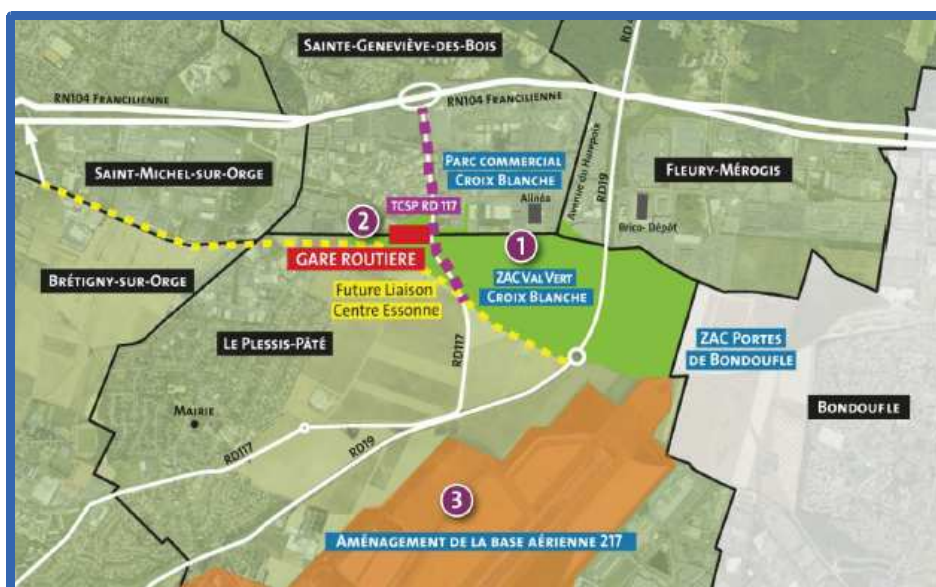 SAINTE-GENEVIÈVE-DES-BOIS
RD
RN104 FRANCILIENNE
RN104 FRANCILIENNE
SAINT-MICHEL-SUR-ORGE
PARC COMMERCIAL
CROIX BLANCHE
Alinéa
Avenue du Hurepoix
RD19
FLEURY-MÉROGIS
Brico-Dépôt
TCSP RD 117
2
1
GARE ROUTIERE
BRÉTIGNY-SUR-ORGE
Future Liaison
Centre Essonne
ZAC VAL VERT
CROIX BLANCHE
LE PLESSIS-PÂTÉ
RD117
ZAC PORTES
DE BONDOUFLE
BONDOUFLE
MAIRIE
RD117
RD19
3
AMÉNAGEMENT DE LA BASE AÉRIENNE 217